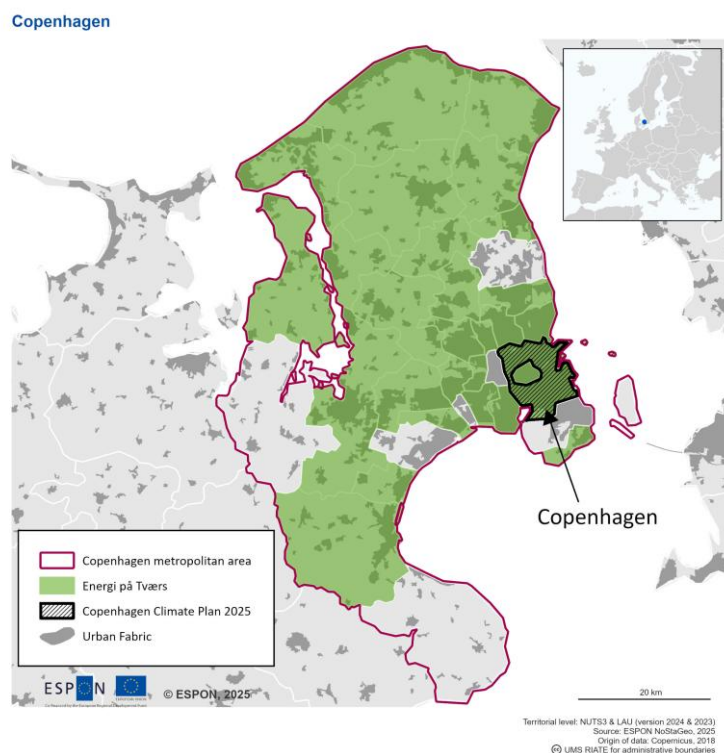 Copenhagen
Copenhagen
Copenhagen metropolitan area
Energi på Tværs
Copenhagen Climate Plan 2025
Urban Fabric
ESPON
© ESPON, 2025
20 km
Territorial level: NUTS3 & LAU (version 2024 & 2023)
Source: ESPON NoStaGeo, 2025
Origin of data: Copernicus, 2018
UMS RIATE for administrative boundaries